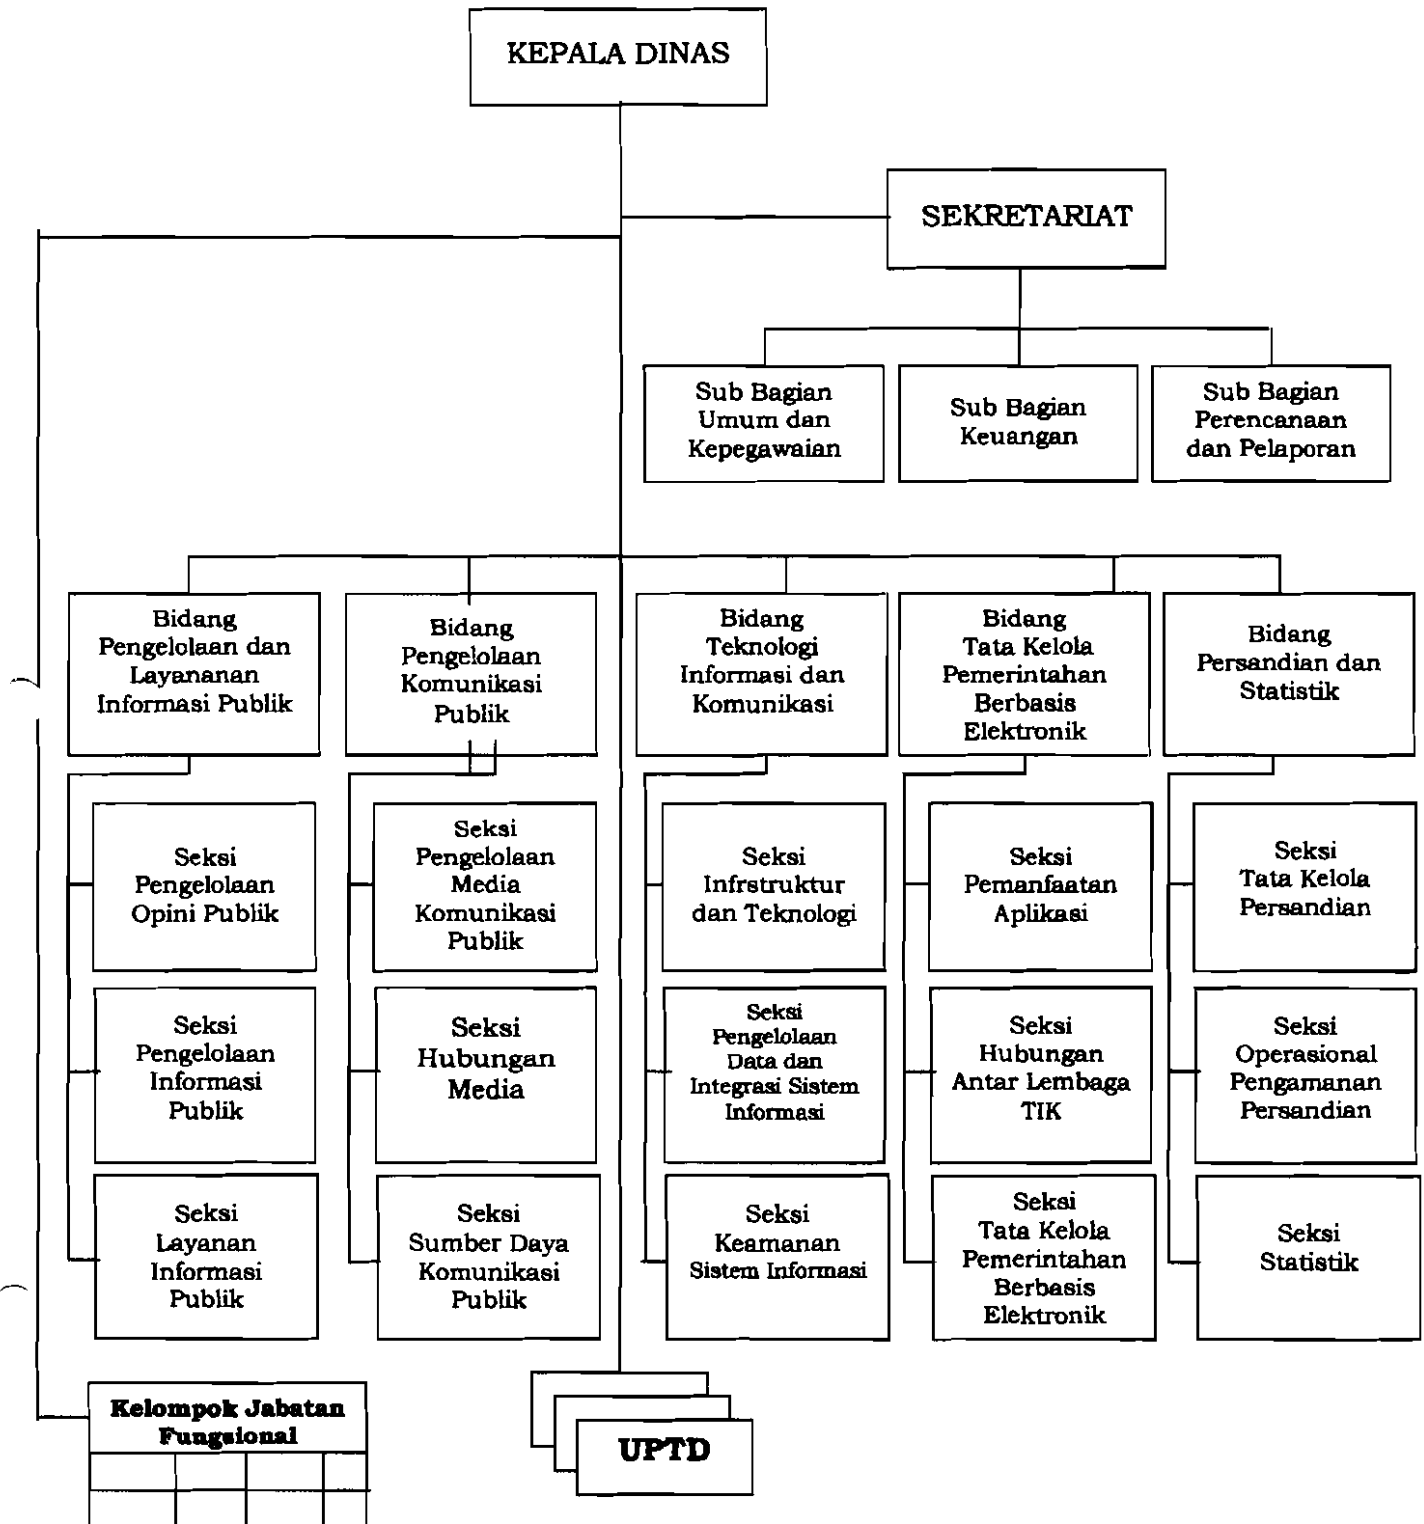 KEPALA DINAS
SEKRETARIAT
Sub Bagian
Umum dan
Kepegawaian
Sub Bagian
Keuangan
Sub Bagian
Perencanaan
dan Pelaporan
Bidang
Pengelolaan dan
Layananan
Informasi Publik
Bidang
Pengelolaan
Komunikasi
Publik
Bidang
Teknologi
Informasi dan
Komunikasi
Bidang
Tata Kelola
Pemerintahan
Berbasis
Elektronik
Bidang
Persandian dan
Statistik
Seksi
Pengelolaan
Opini Publik
Seksi
Pengelolaan
Media
Komunikasi
Publik
Seksi
Infrstruktur
dan Teknologi
Seksi
Pemanfaatan
Aplikasi
Seksi
Tata Kelola
Persandian
Seksi
Pengelolaan
Informasi
Publik
Seksi
Hubungan
Media
Seksi
Pengelolaan
Data dan
Integrasi Sistem
Informasi
Seksi
Hubungan
Antar Lembaga
TIK
Seksi
Operasional
Pengamanan
Persandian
Seksi
Layanan
Informasi
Publik
Seksi
Sumber Daya
Komunikasi
Publik
Seksi
Keamanan
Sistem Informasi
Seksi
Tata Kelola
Pemerintahan
Berbasis
Elektronik
Seksi
Statistik
Kelompok Jabatan
Fungsional
UPTD